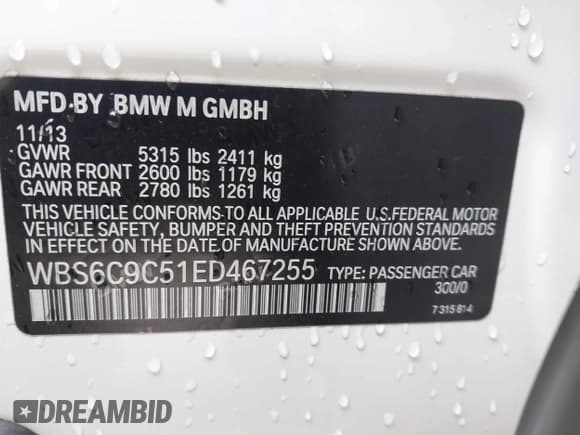 MFD BY BMW M GMBH
11/13
GVWR 5315 lbs 2411 kg
GAWR FRONT 2600 lbs 1179 kg
GAWR REAR 2780 lbs 1261 kg
THIS VEHICLE CONFORMS TO ALL APPLICABLE U.S.FEDERAL MOTOR
VEHICLE SAFETY, BUMPER AND THEFT PREVENTION STANDARDS
IN EFFECT ON THE DATE OF MANUFACTURE SHOWN ABOVE.
WBS6C9C51ED467255 TYPE: PASSENGER CAR
300/0
7315814
DREAMBID